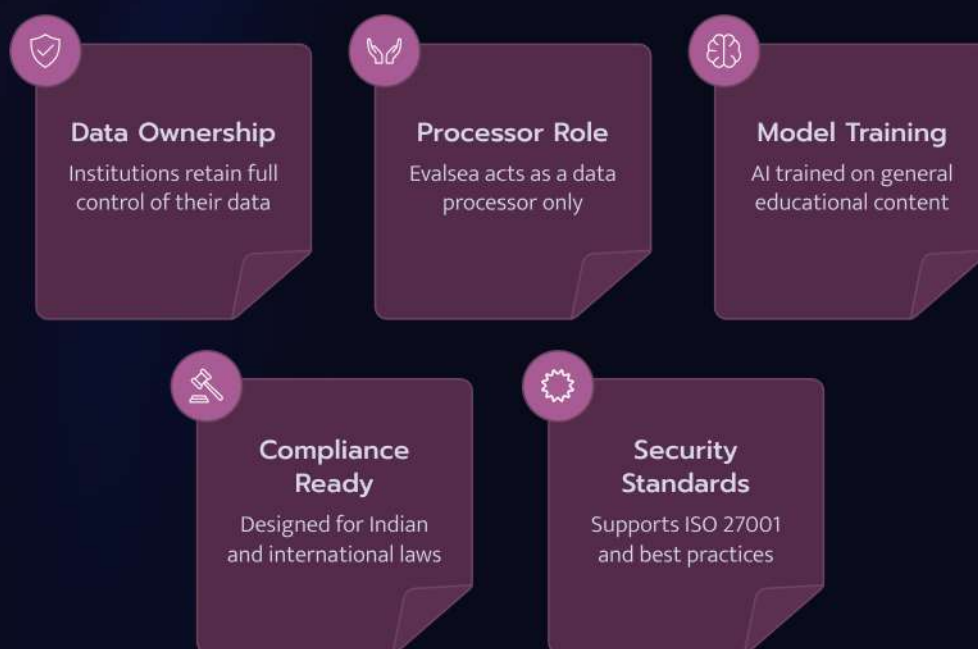 Data Ownership
Institutions retain full
control of their data
Processor Role
Evalsea acts as a data
processor only
Model Training
AI trained on general
educational content
Compliance
Ready
Designed for Indian
and international laws
Security
Standards
Supports ISO 27001
and best practices